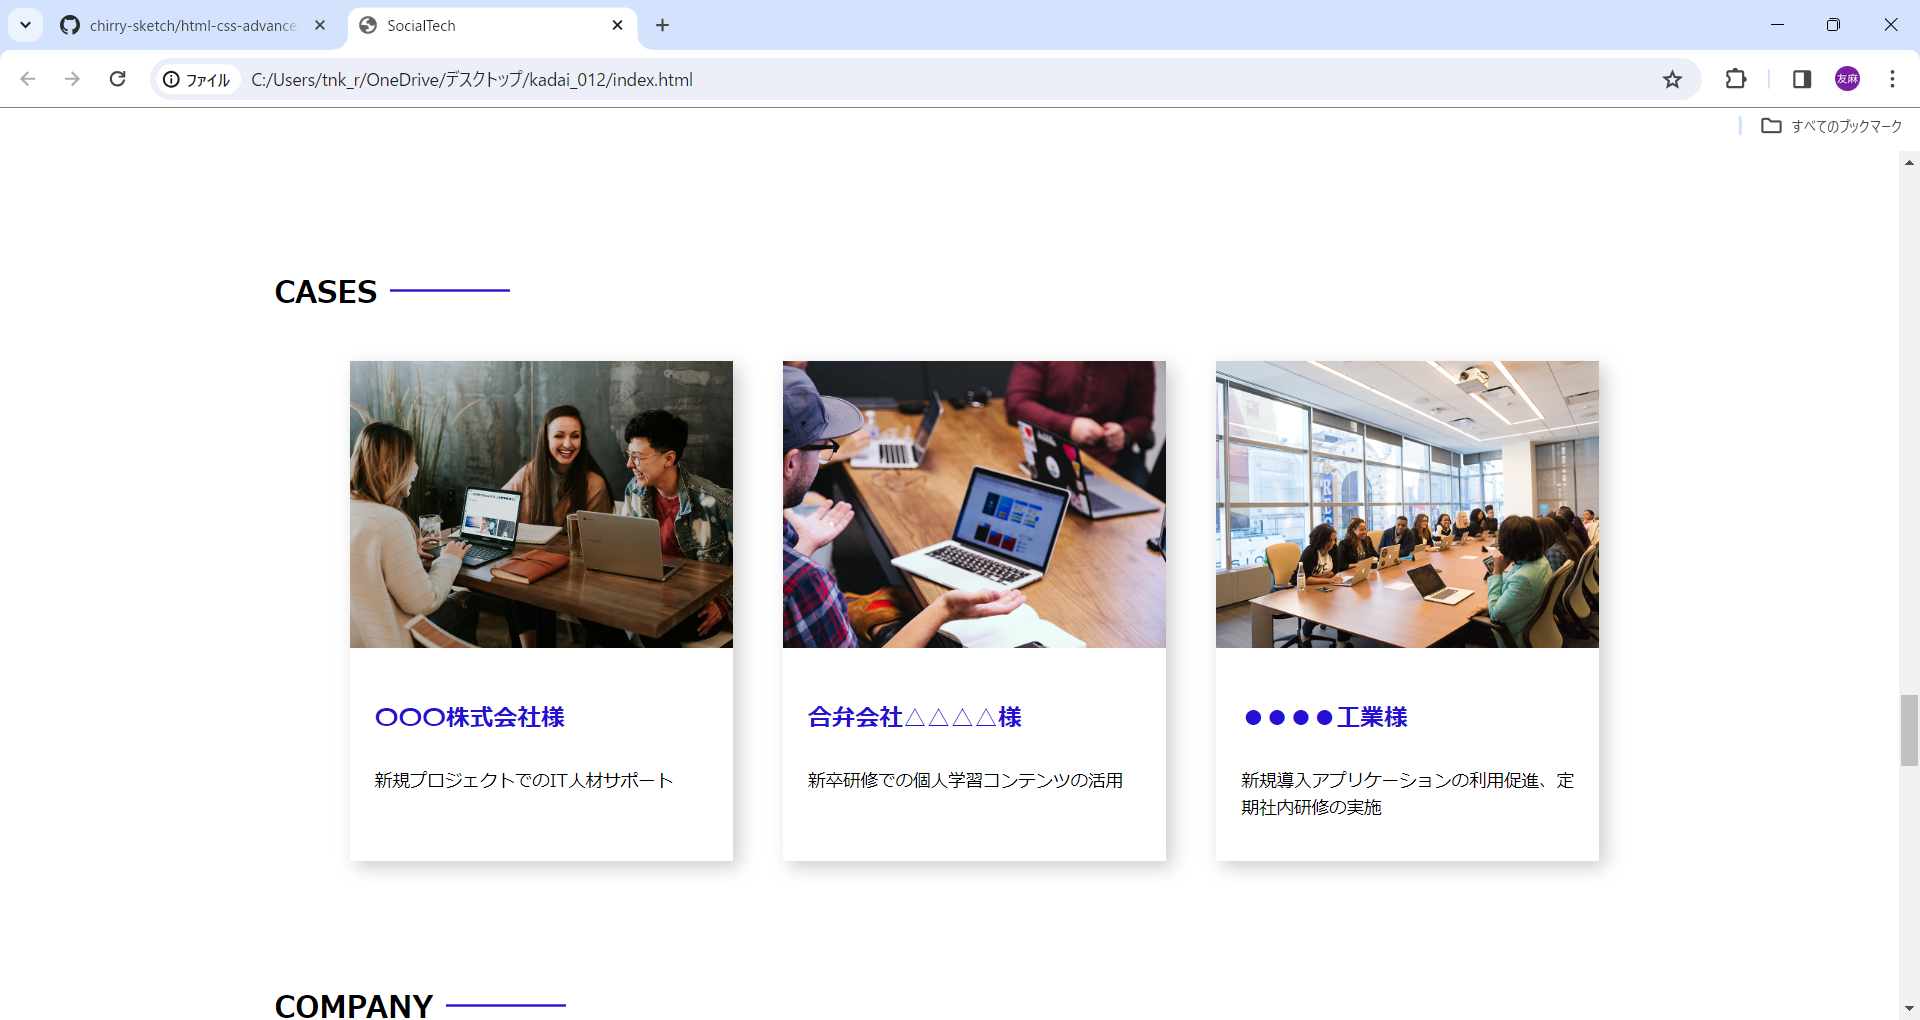 chirry-sketch/html-css-advance
SocialTech
ファイル
C:/Users/tnk_r/OneDrive/デスクトップ/kadai_012/index.html
友麻
すべてのブックマーク
CASES
〇〇〇株式会社様
合弁会社△△△△様
●●●●工業様
新規プロジェクトでのIT人材サポート
新卒研修での個人学習コンテンツの活用
新規導入アプリケーションの利用促進、定
期社内研修の実施
COMPANY